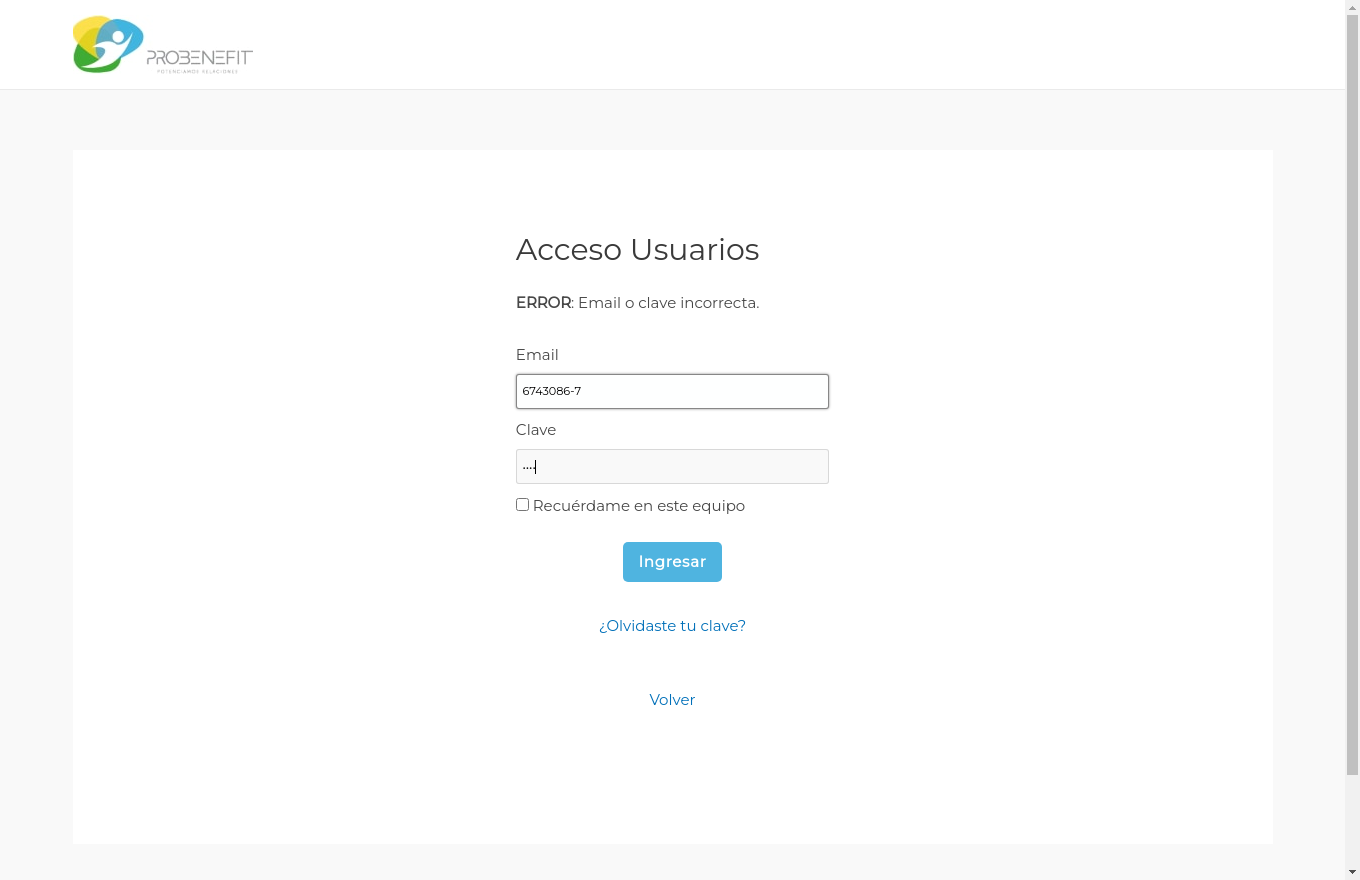 PROBENEFIT
POTENCIAMOS RELACIONES
Acceso Usuarios
ERROR: Email o clave incorrecta.
Email
6743086-7
Clave
....
Recuérdame en este equipo
Ingresar
¿Olvidaste tu clave?
Volver